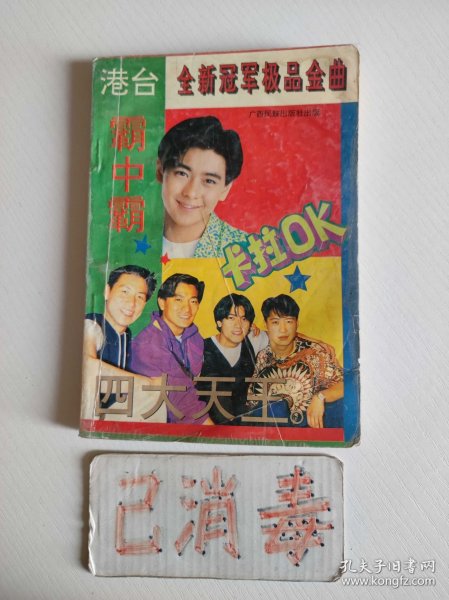 港台
全新冠军极品金曲
广西民族出版社出版
霸中霸
卡拉OK
四大天王
已消毒
孔夫子旧书网
www.kongfz.com